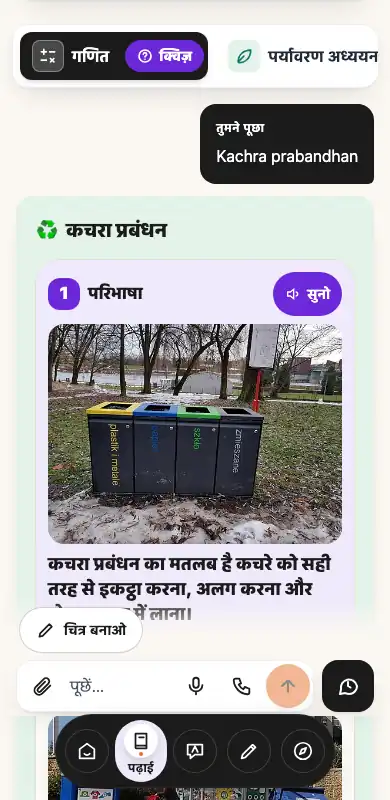 गणित
क्विज़
पर्यावरण अध्ययन
तुमने पूछा
Kachra prabandhan
कचरा प्रबंधन
1 परिभाषा
सुनो
plastik i metale
papier
szkło
zmieszane
कचरा प्रबंधन का मतलब है कचरे को सही
तरह से इकट्ठा करना, अलग करना और
में लाना।
चित्र बनाओ
पूछें...
पढ़ाई